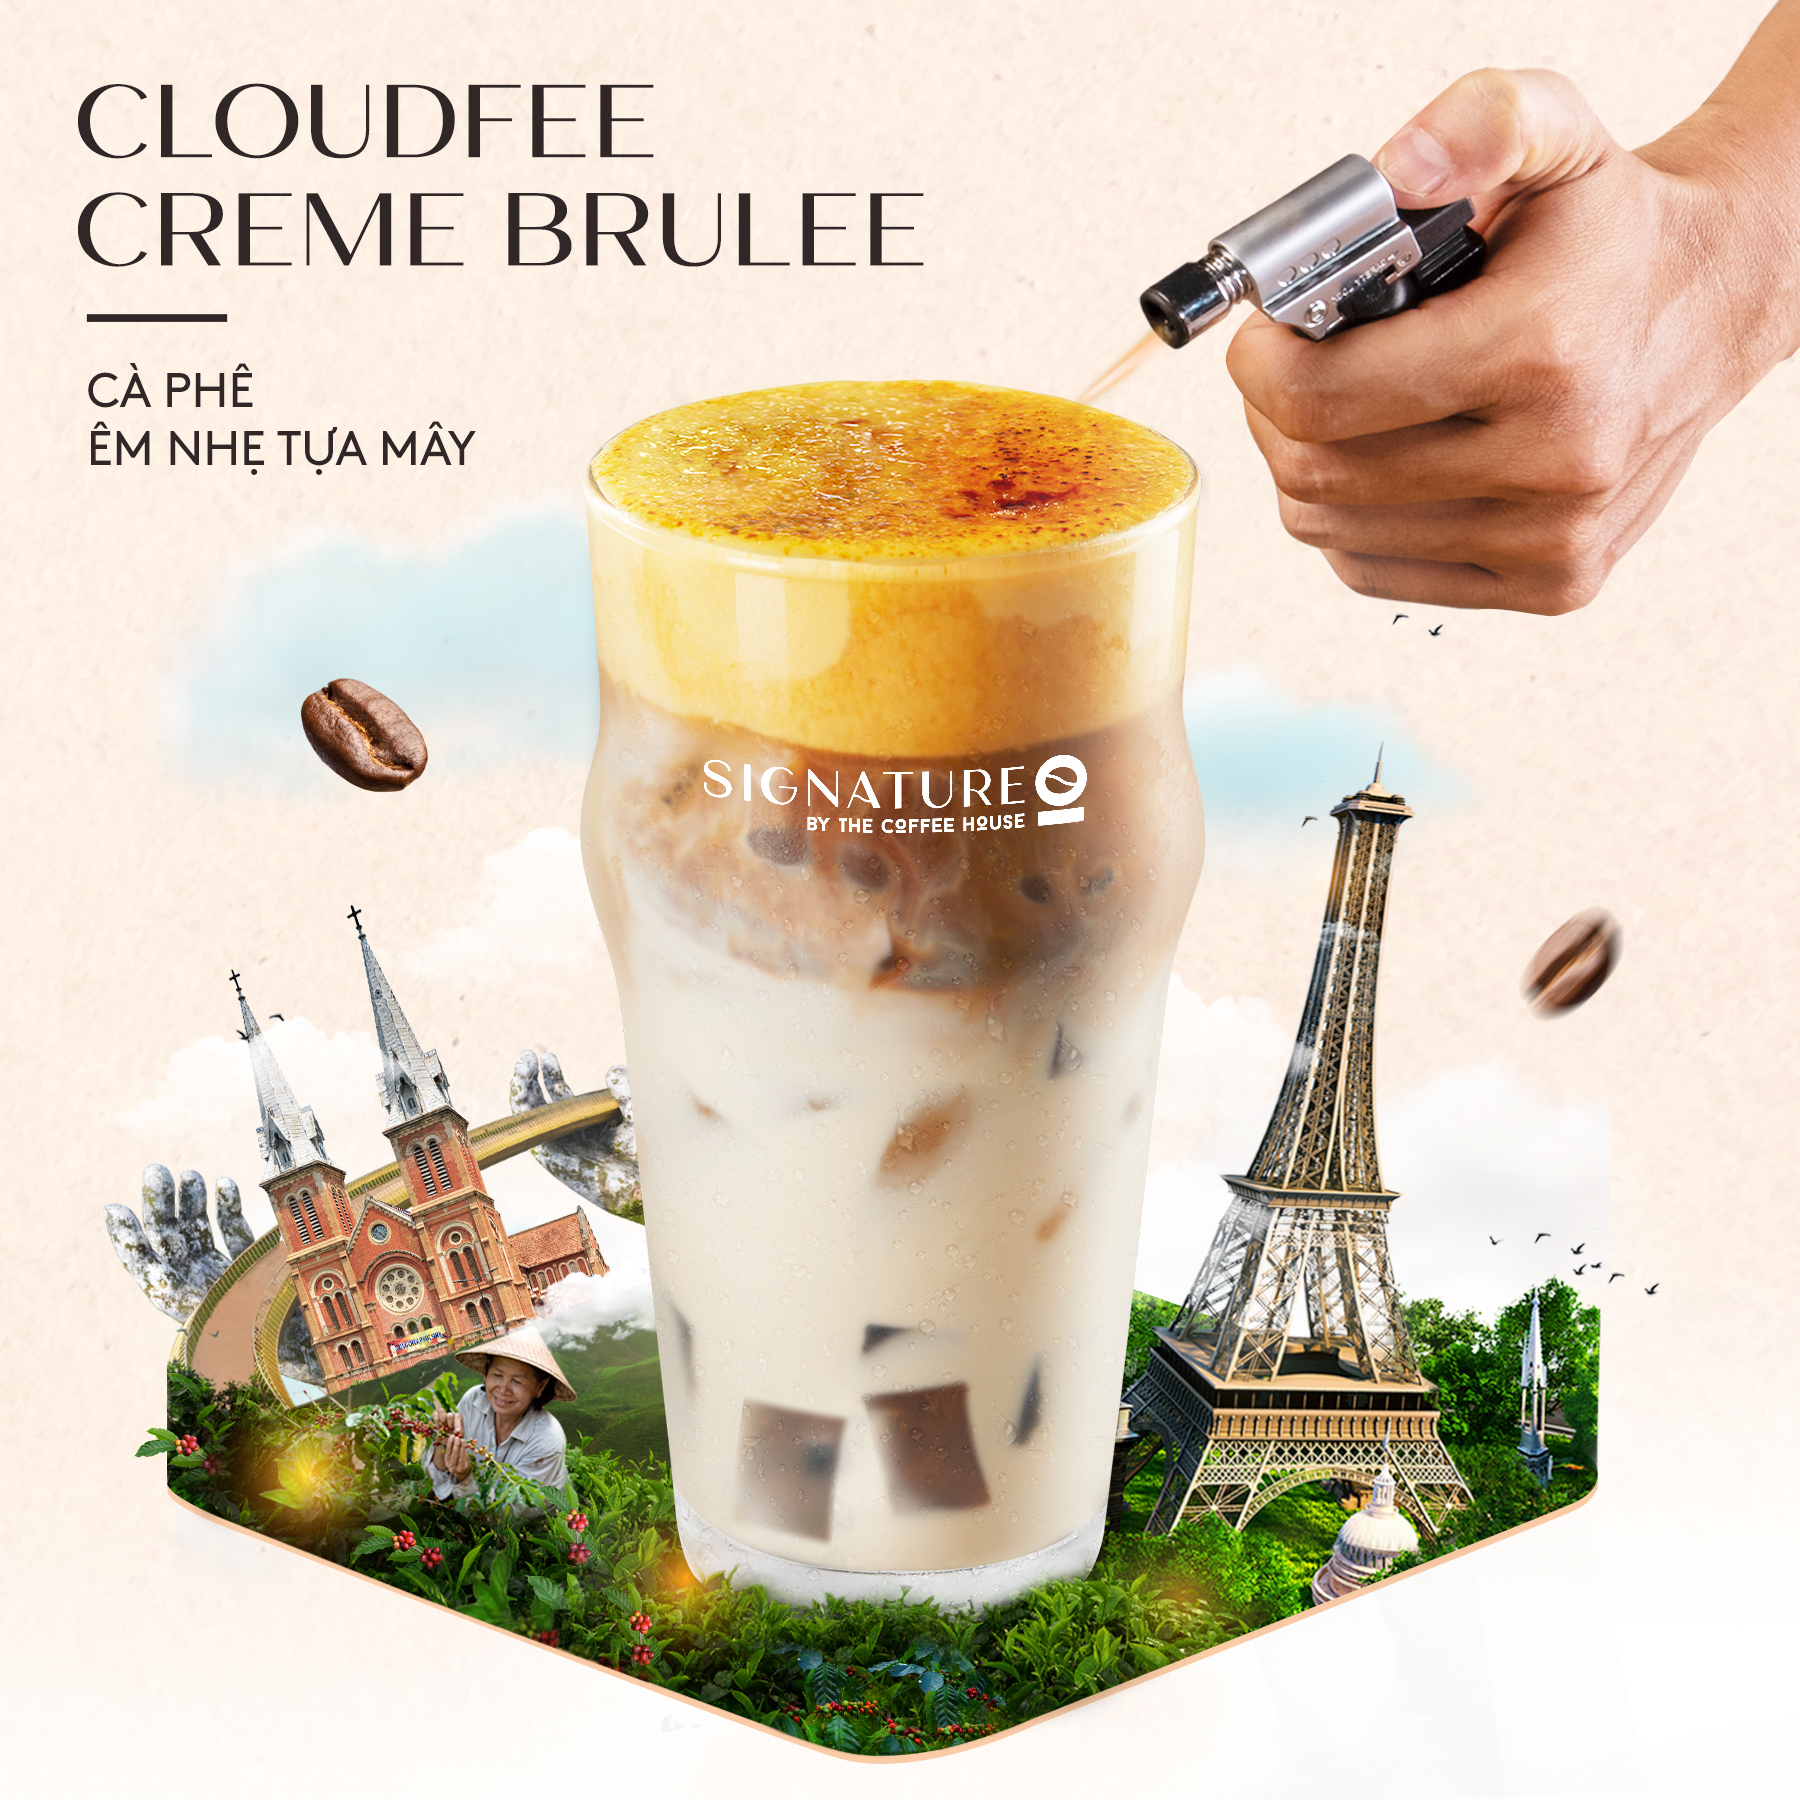 CLOUDFEE
CREME BRULEE
CÀ PHÊ
ÊM NHẸ TỰA MÂY
SIGNATURE
BY THE COFFEE HOUSE